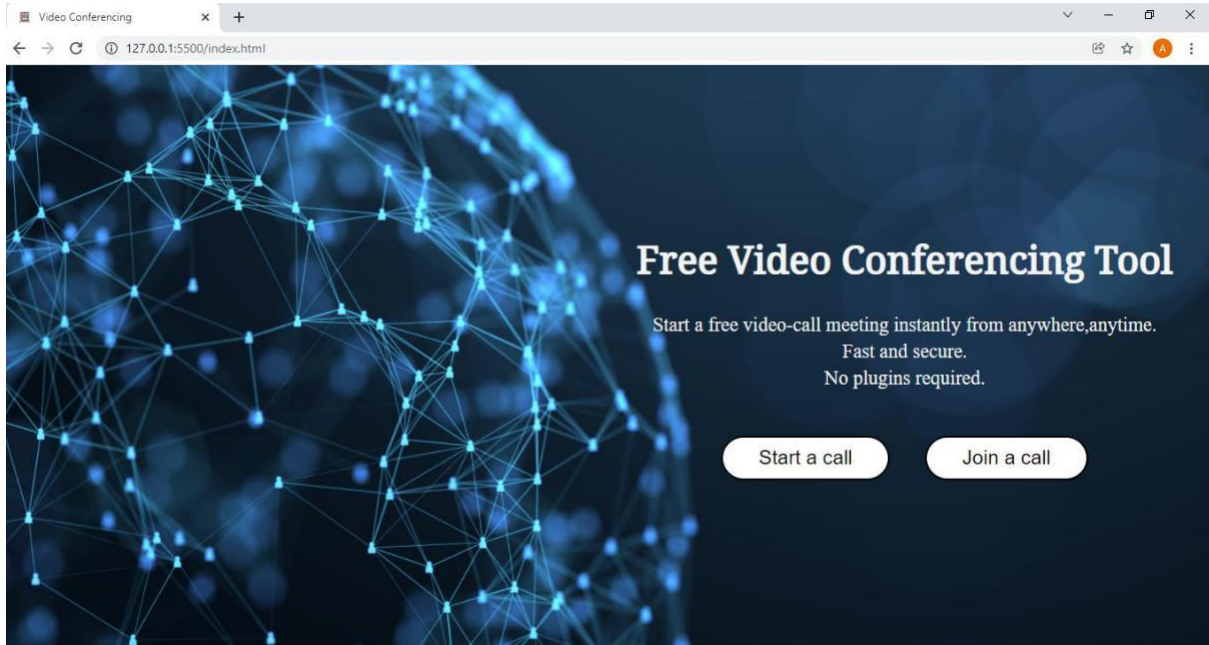 Video Conferencing
127.0.0.1:5500/index.html
A
Free Video Conferencing Tool
Start a free video-call meeting instantly from anywhere,anytime.
Fast and secure.
No plugins required.
Start a call
Join a call